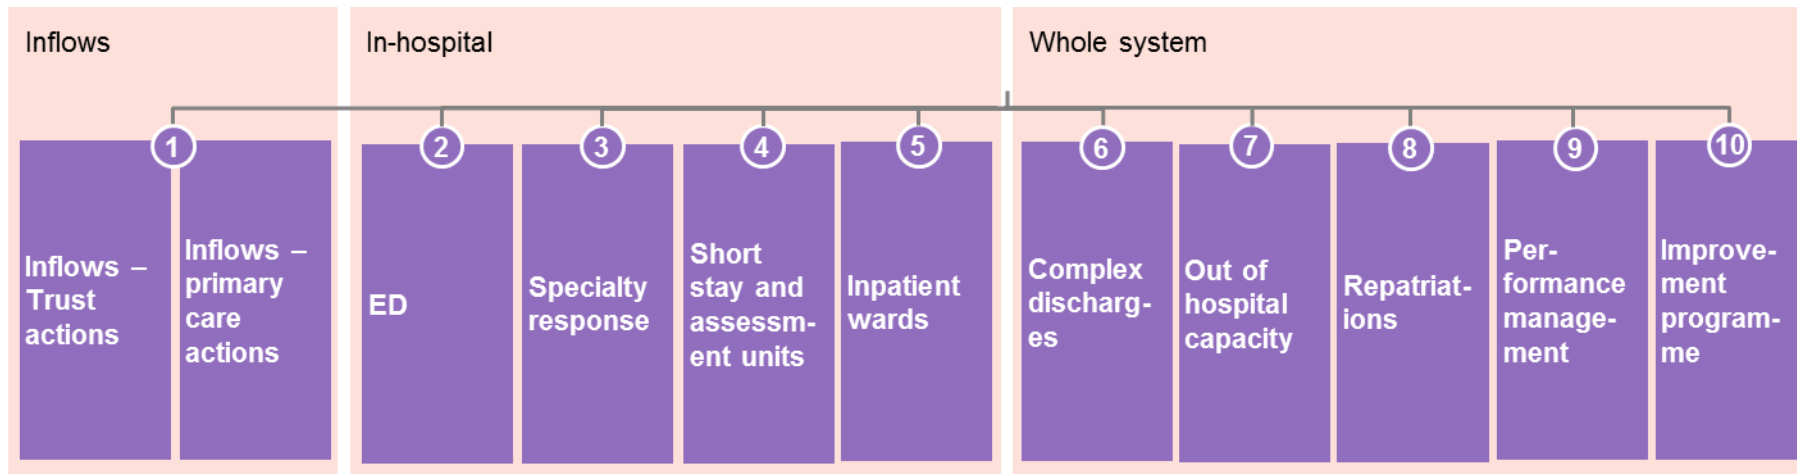 Inflows
1
Inflows –
Trust
actions
Inflows –
primary
care
actions
In-hospital
2
ED
3
Specialty
response
4
Short
stay and
assessm-
ent units
5
Inpatient
wards
Whole system
6
Complex
discharg-
es
7
Out of
hospital
capacity
8
Repatriat-
ions
9
Per-
formance
manage-
ment
10
Improve-
ment
program-
me